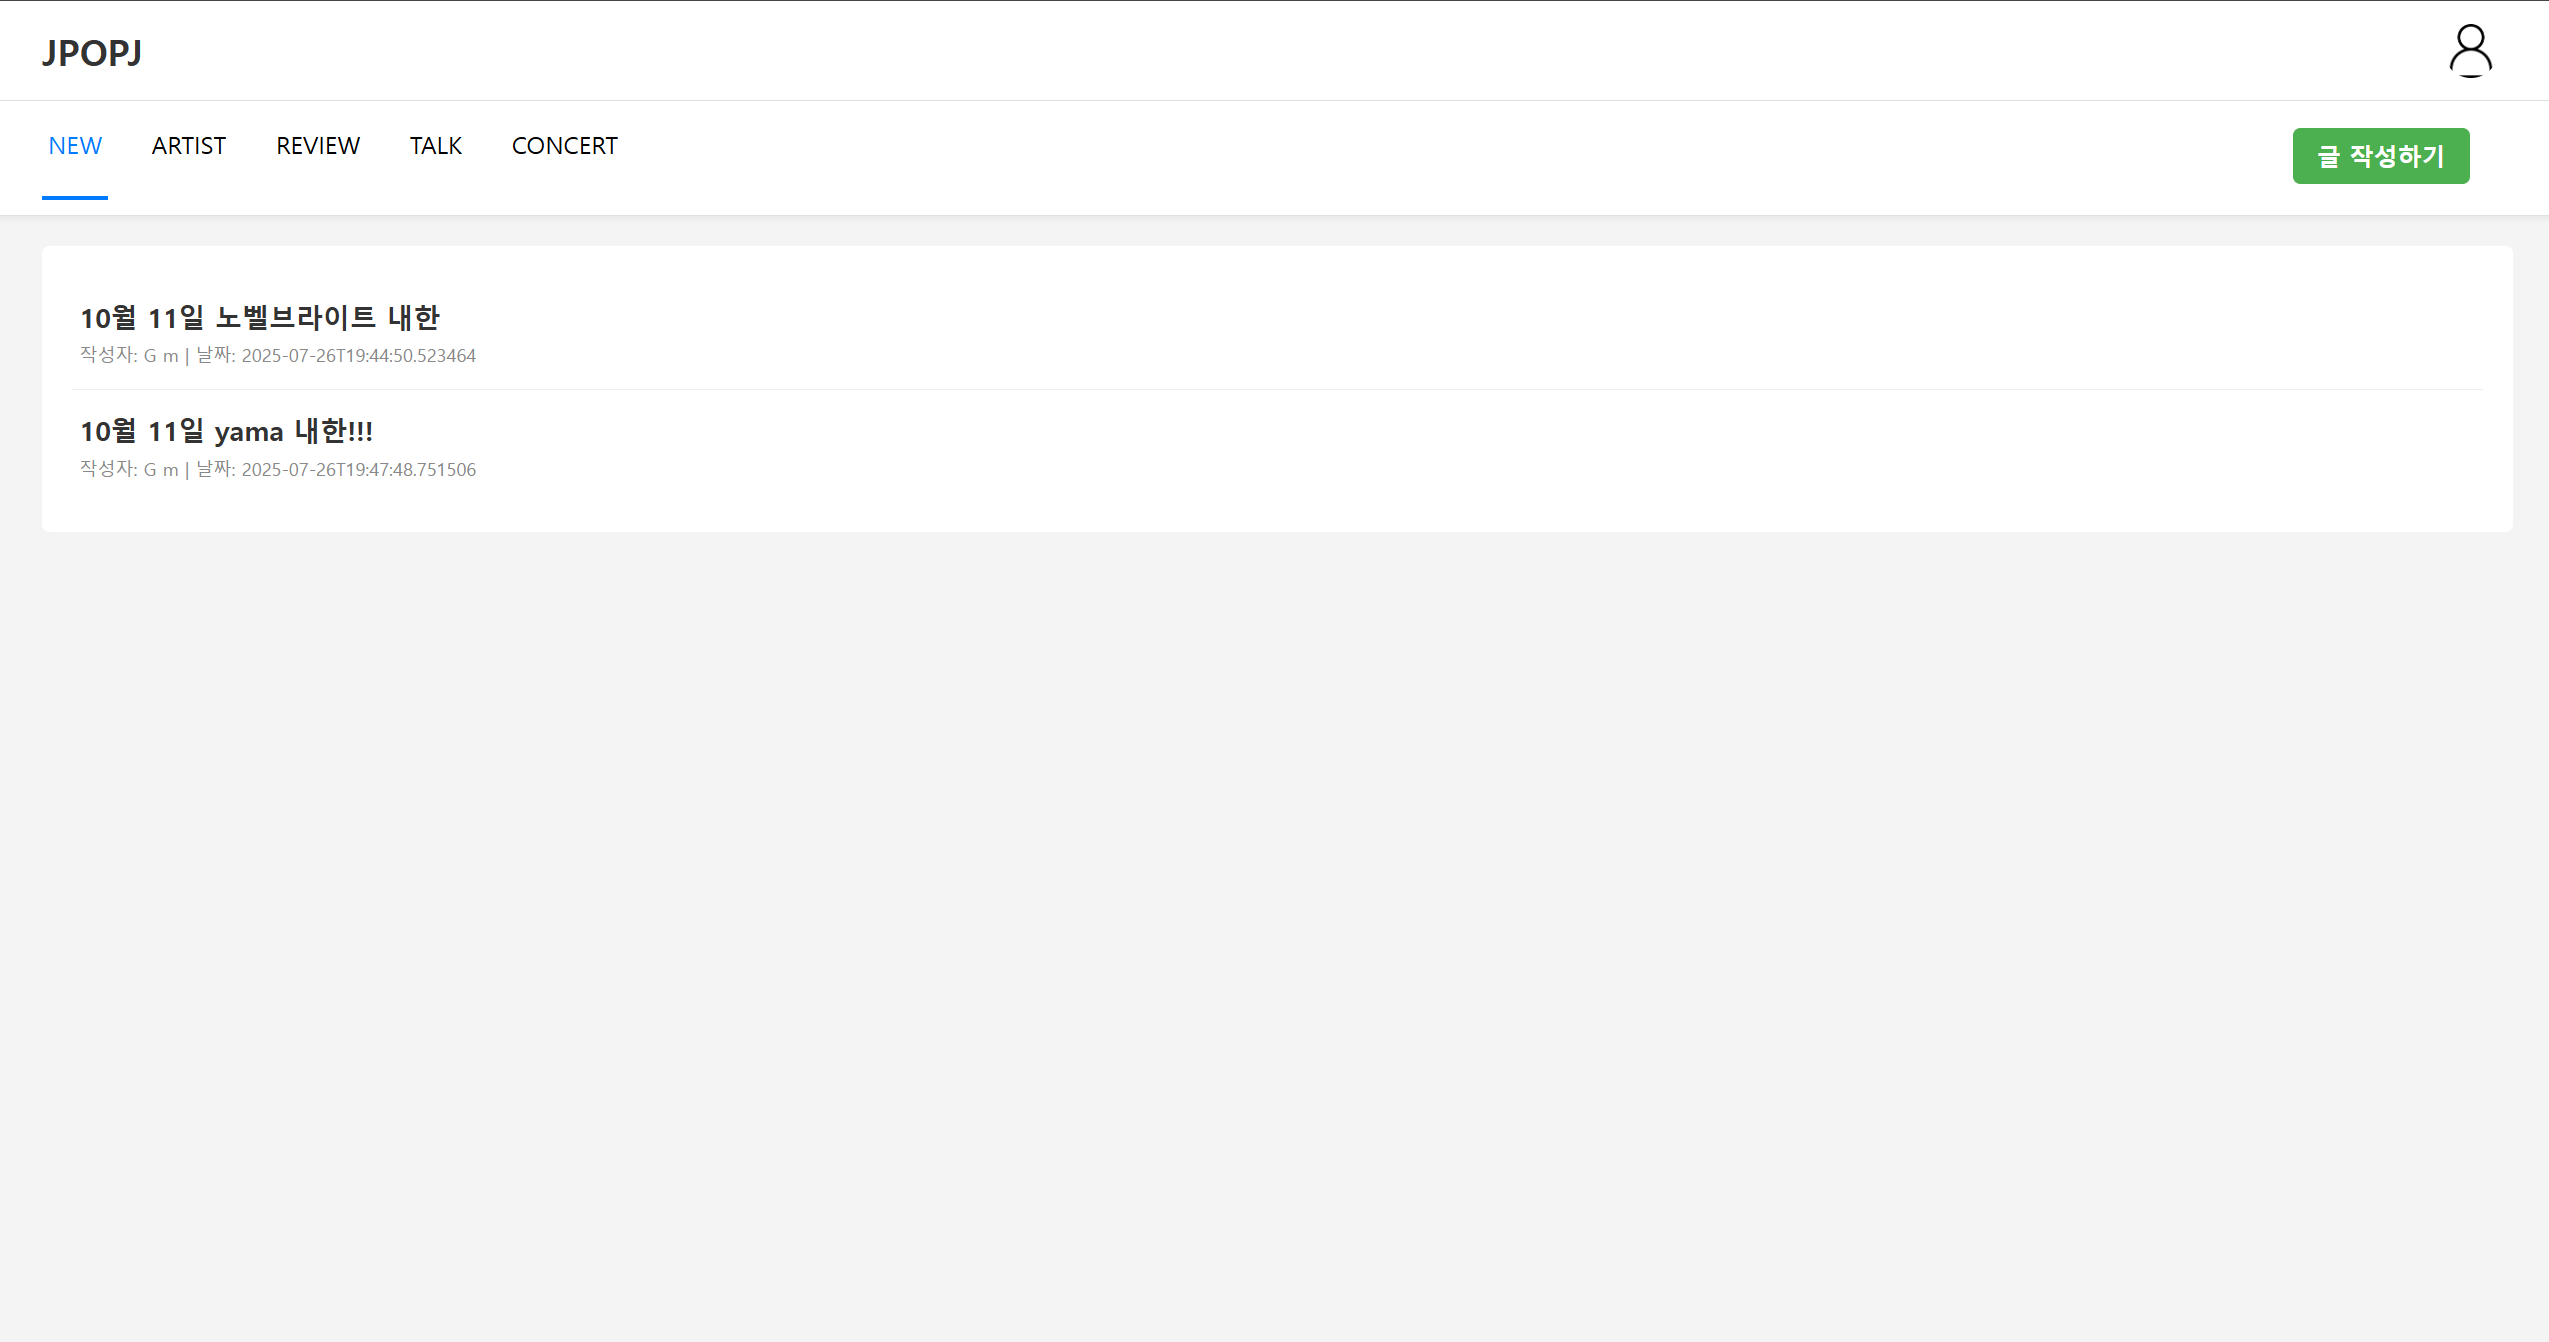 JPOPJ
NEW ARTIST REVIEW TALK CONCERT
글 작성하기
10월 11일 노벨브라이트 내한
작성자: G m | 날짜: 2025-07-26T19:44:50.523464
10월 11일 yama 내한!!!
작성자: G m | 날짜: 2025-07-26T19:47:48.751506